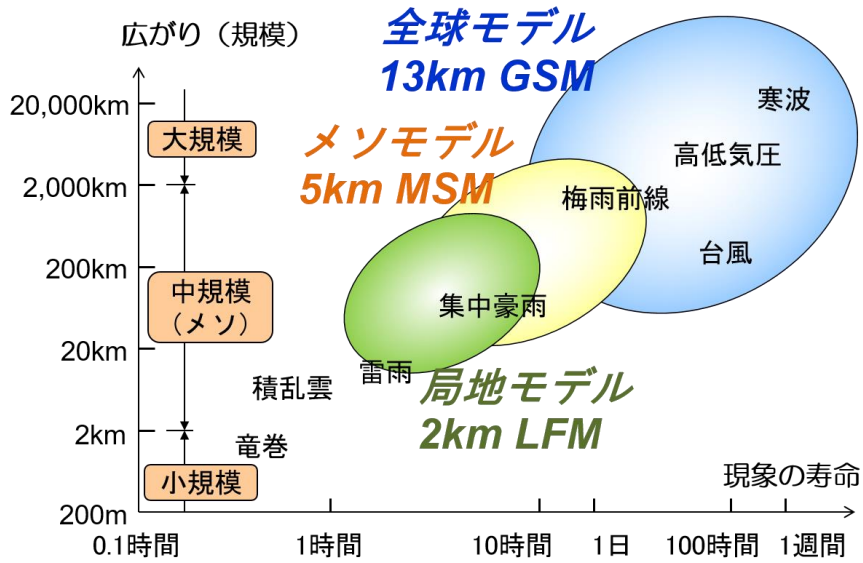 広がり（規模）
全球モデル
13km GSM
20,000km
寒波
大規模
メソモデル
高低気圧
2,000km
5km MSM
梅雨前線
台風
200km
中規模
（メソ）
集中豪雨
20km
雷雨
積乱雲
局地モデル
2km LFM
2km
竜巻
小規模
現象の寿命
200m
0.1時間
1時間
10時間
1日
100時間
1週間